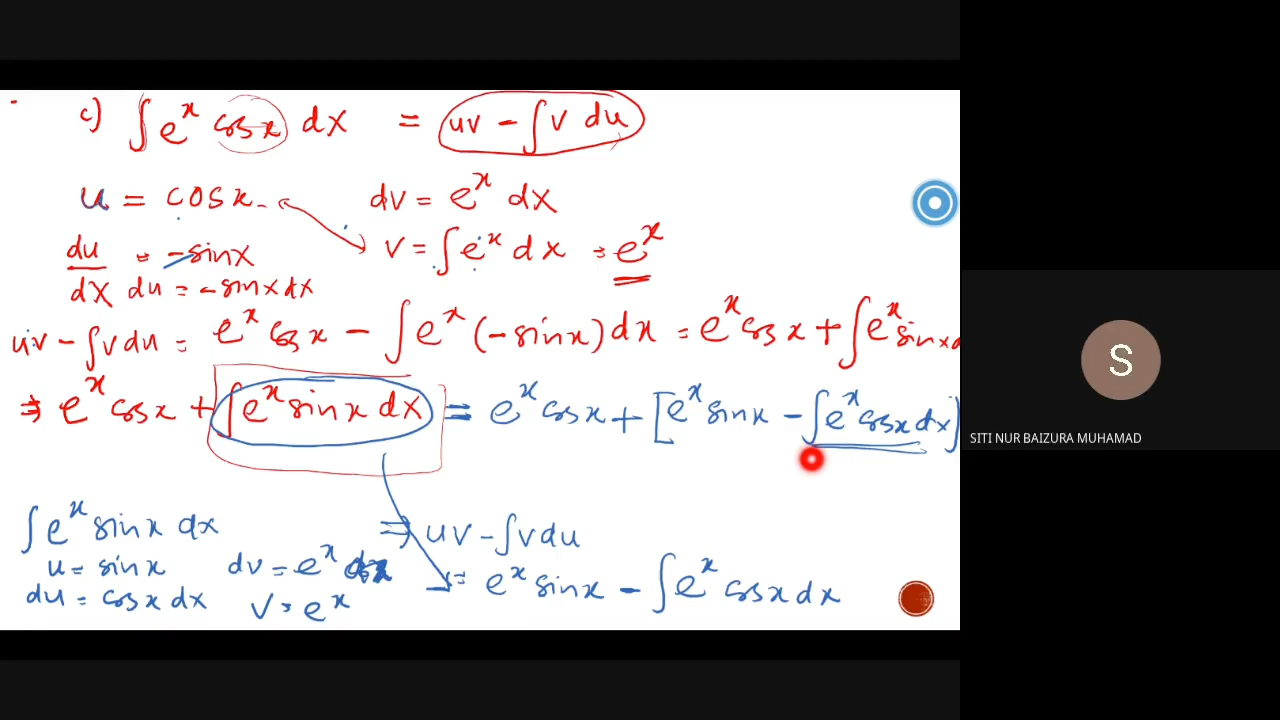 c) ∫ e^x cos x dx = uv - ∫ v du
u = cos x dv = e^x dx
du/dx = -sin x v = ∫ e^x dx = e^x
du = -sin x dx
uv - ∫ v du = e^x cos x - ∫ e^x (-sin x) dx = e^x cos x + ∫ e^x sin x d
⇒ e^x cos x + ∫ e^x sin x dx = e^x cos x + [e^x sin x - ∫ e^x cos x dx]
SITI NUR BAIZURA MUHAMAD
S
∫ e^x sin x dx ⇒ uv - ∫ v du
u = sin x dv = e^x dx = e^x sin x - ∫ e^x cos x dx
du = cos x dx v = e^x